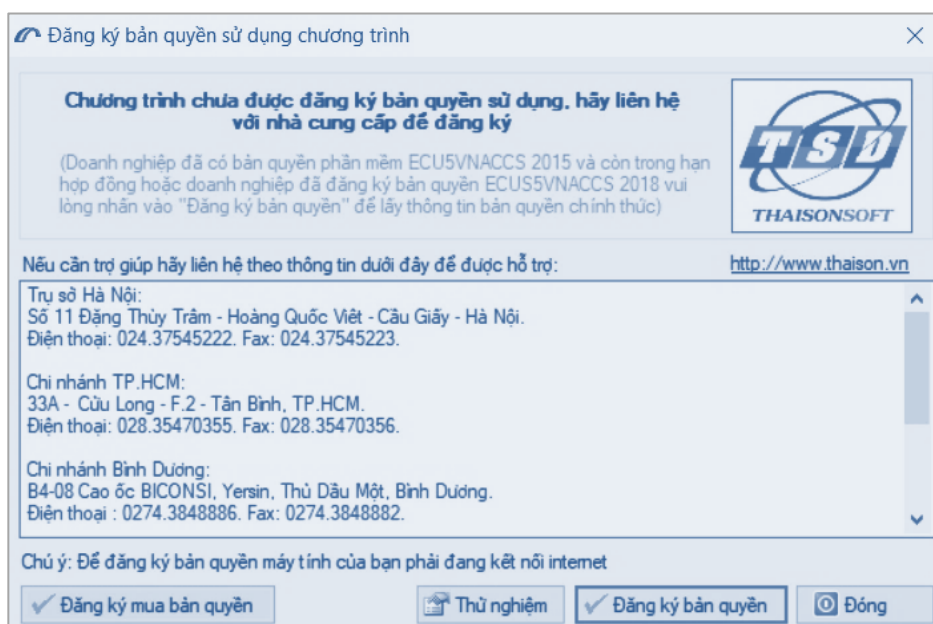 Đăng ký bản quyền sử dụng chương trình
Chương trình chưa được đăng ký bản quyền sử dụng, hãy liên hệ
với nhà cung cấp để đăng ký
(Doanh nghiệp đã có bản quyền phần mềm ECU5VNACCS 2015 và còn trong hạn
hợp đồng hoặc doanh nghiệp đã đăng ký bản quyền ECUS5VNACCS 2018 vui
lòng nhấn vào "Đăng ký bản quyền" để lấy thông tin bản quyền chính thức)
TSD
THAISONSOFT
Nếu cần trợ giúp hãy liên hệ theo thông tin dưới đây để được hỗ trợ:
http://www.thaison.vn
Trụ sở Hà Nội:
Số 11 Đặng Thùy Trâm - Hoàng Quốc Việt - Cầu Giấy - Hà Nội.
Điện thoại: 024.37545222. Fax: 024.37545223.
Chi nhánh TP.HCM:
33A - Cửu Long - F.2 - Tân Bình, TP.HCM.
Điện thoại: 028.35470355. Fax: 028.35470356.
Chi nhánh Bình Dương:
B4-08 Cao ốc BICONSI, Yersin, Thủ Dầu Một, Bình Dương.
Điện thoại : 0274.3848886. Fax: 0274.3848882.
Chú ý: Để đăng ký bản quyền máy tính của bạn phải đang kết nối internet
Đăng ký mua bản quyền
Thử nghiệm
Đăng ký bản quyền
Đóng